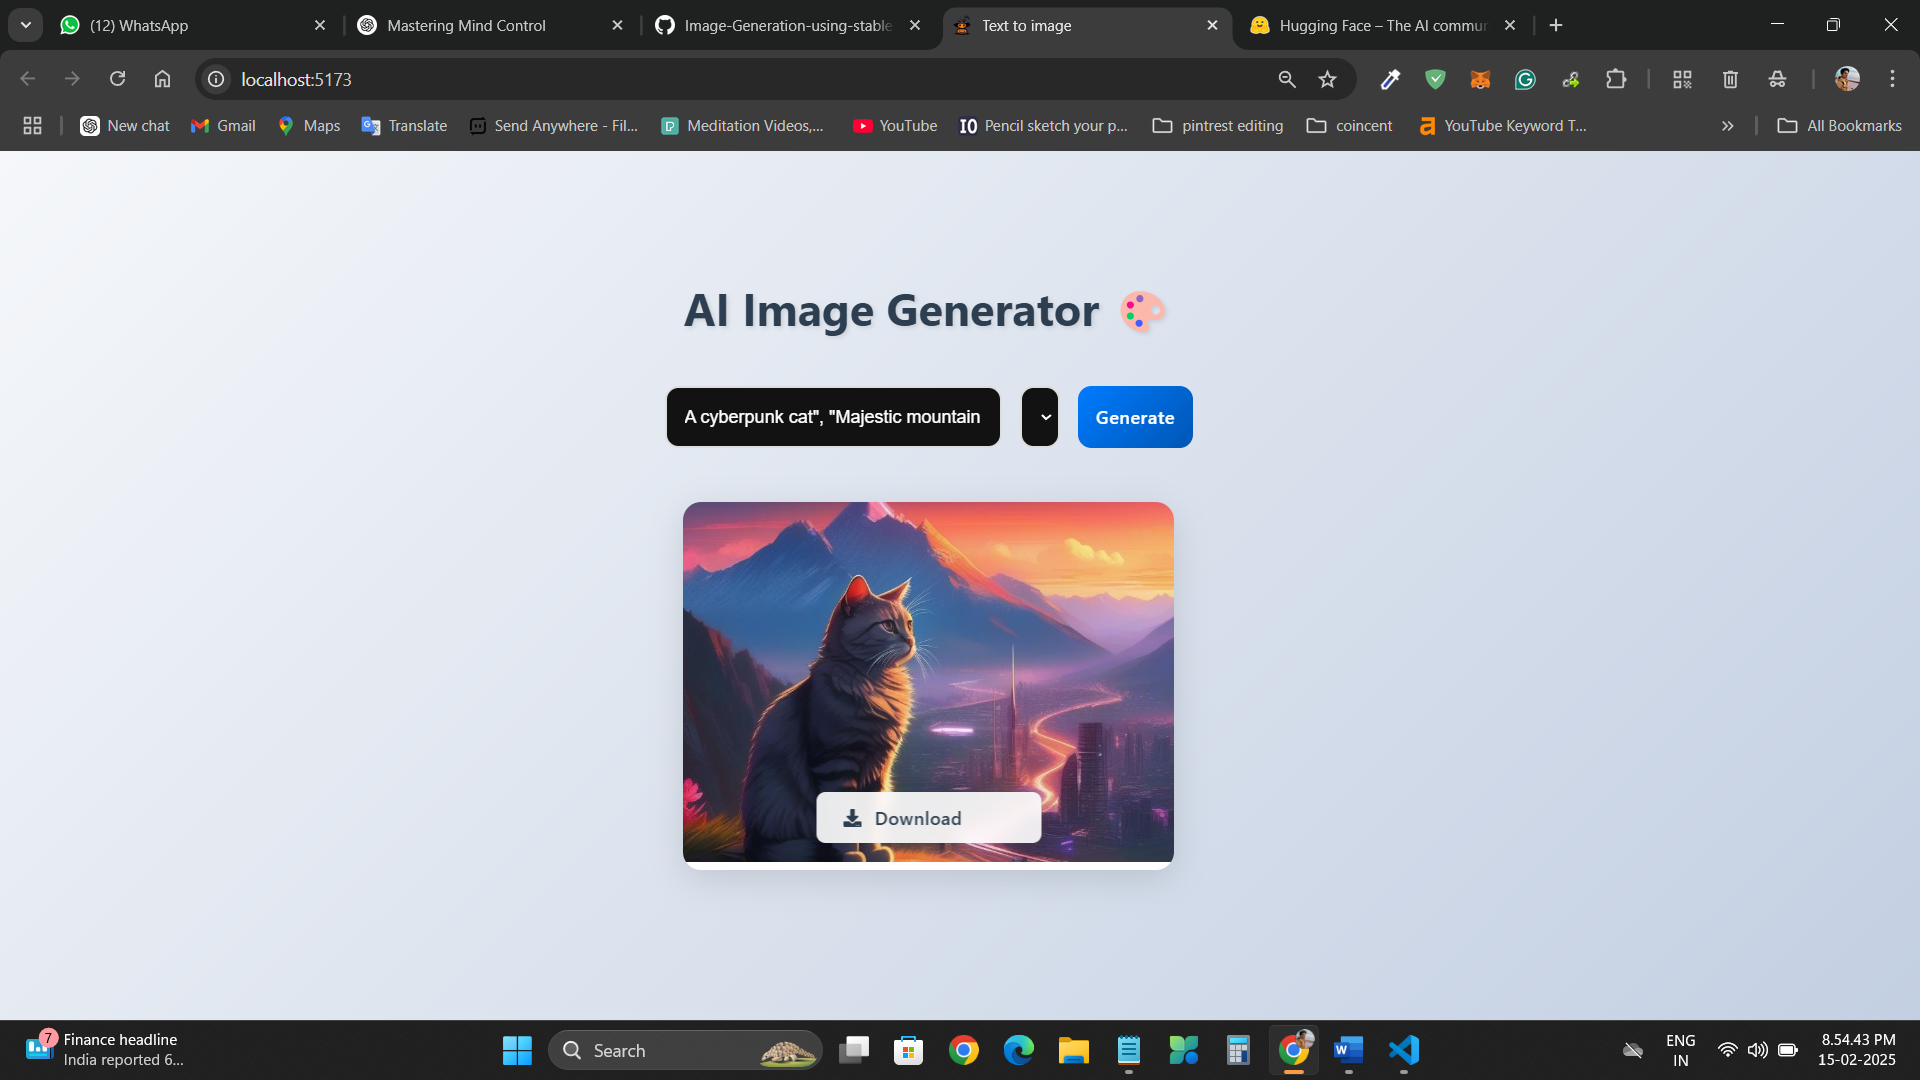 (12) WhatsApp
Mastering Mind Control
Image-Generation-using-stable
Text to image
Hugging Face – The AI commun
localhost:5173
New chat
Gmail
Maps
Translate
Send Anywhere - Fil...
Meditation Videos,...
YouTube
IO Pencil sketch your p...
pintrest editing
coincent
YouTube Keyword T...
All Bookmarks
AI Image Generator
A cyberpunk cat", "Majestic mountain
Generate
Download
7
Finance headline
India reported 6...
Search
W
ENG
IN
8.54.43 PM
15-02-2025